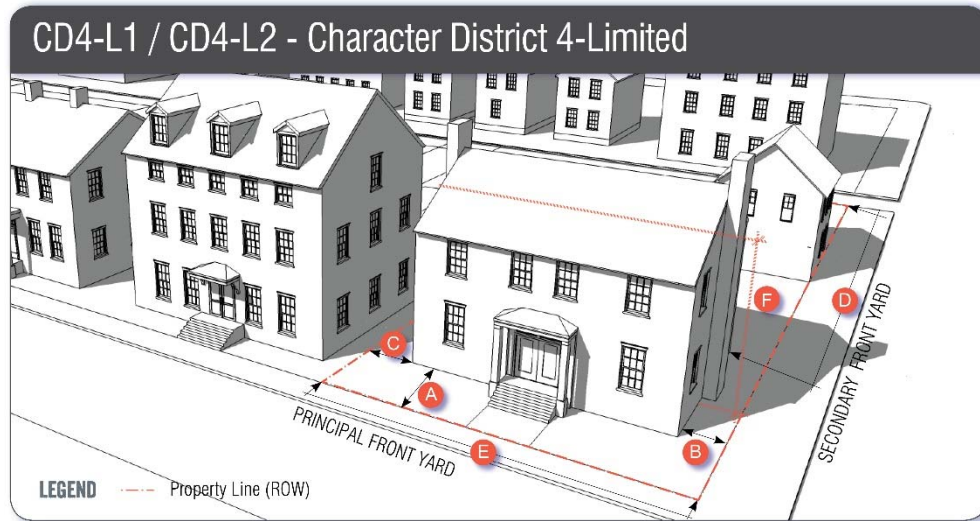 CD4-L1 / CD4-L2 - Character District 4-Limited
F
D
C
A
SECONDARY FRONT YARD
PRINCIPAL FRONT YARD
E
B
LEGEND Property Line (ROW)